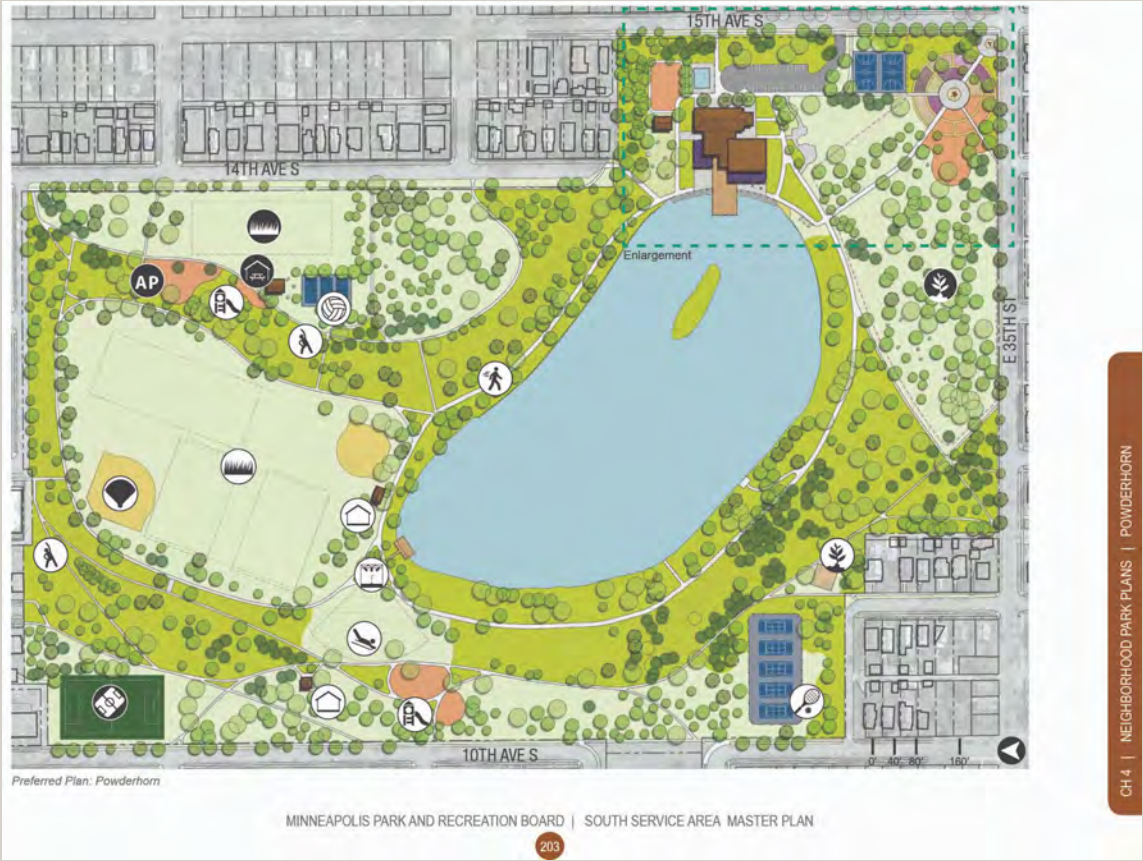 15TH AVE S
14TH AVE S
Enlargement
AP
E 35TH ST
10TH AVE S
0' 40' 80' 160'
Preferred Plan: Powderhorn
MINNEAPOLIS PARK AND RECREATION BOARD | SOUTH SERVICE AREA MASTER PLAN
203
CH 4 | NEIGHBORHOOD PARK PLANS | POWDERHORN